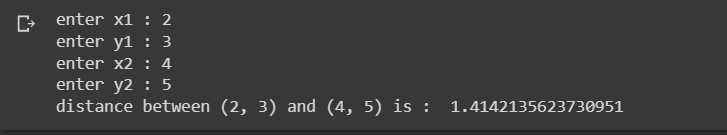 enter x1 : 2
enter y1 : 3
enter x2 : 4
enter y2 : 5
distance between (2, 3) and (4, 5) is :  1.4142135623730951